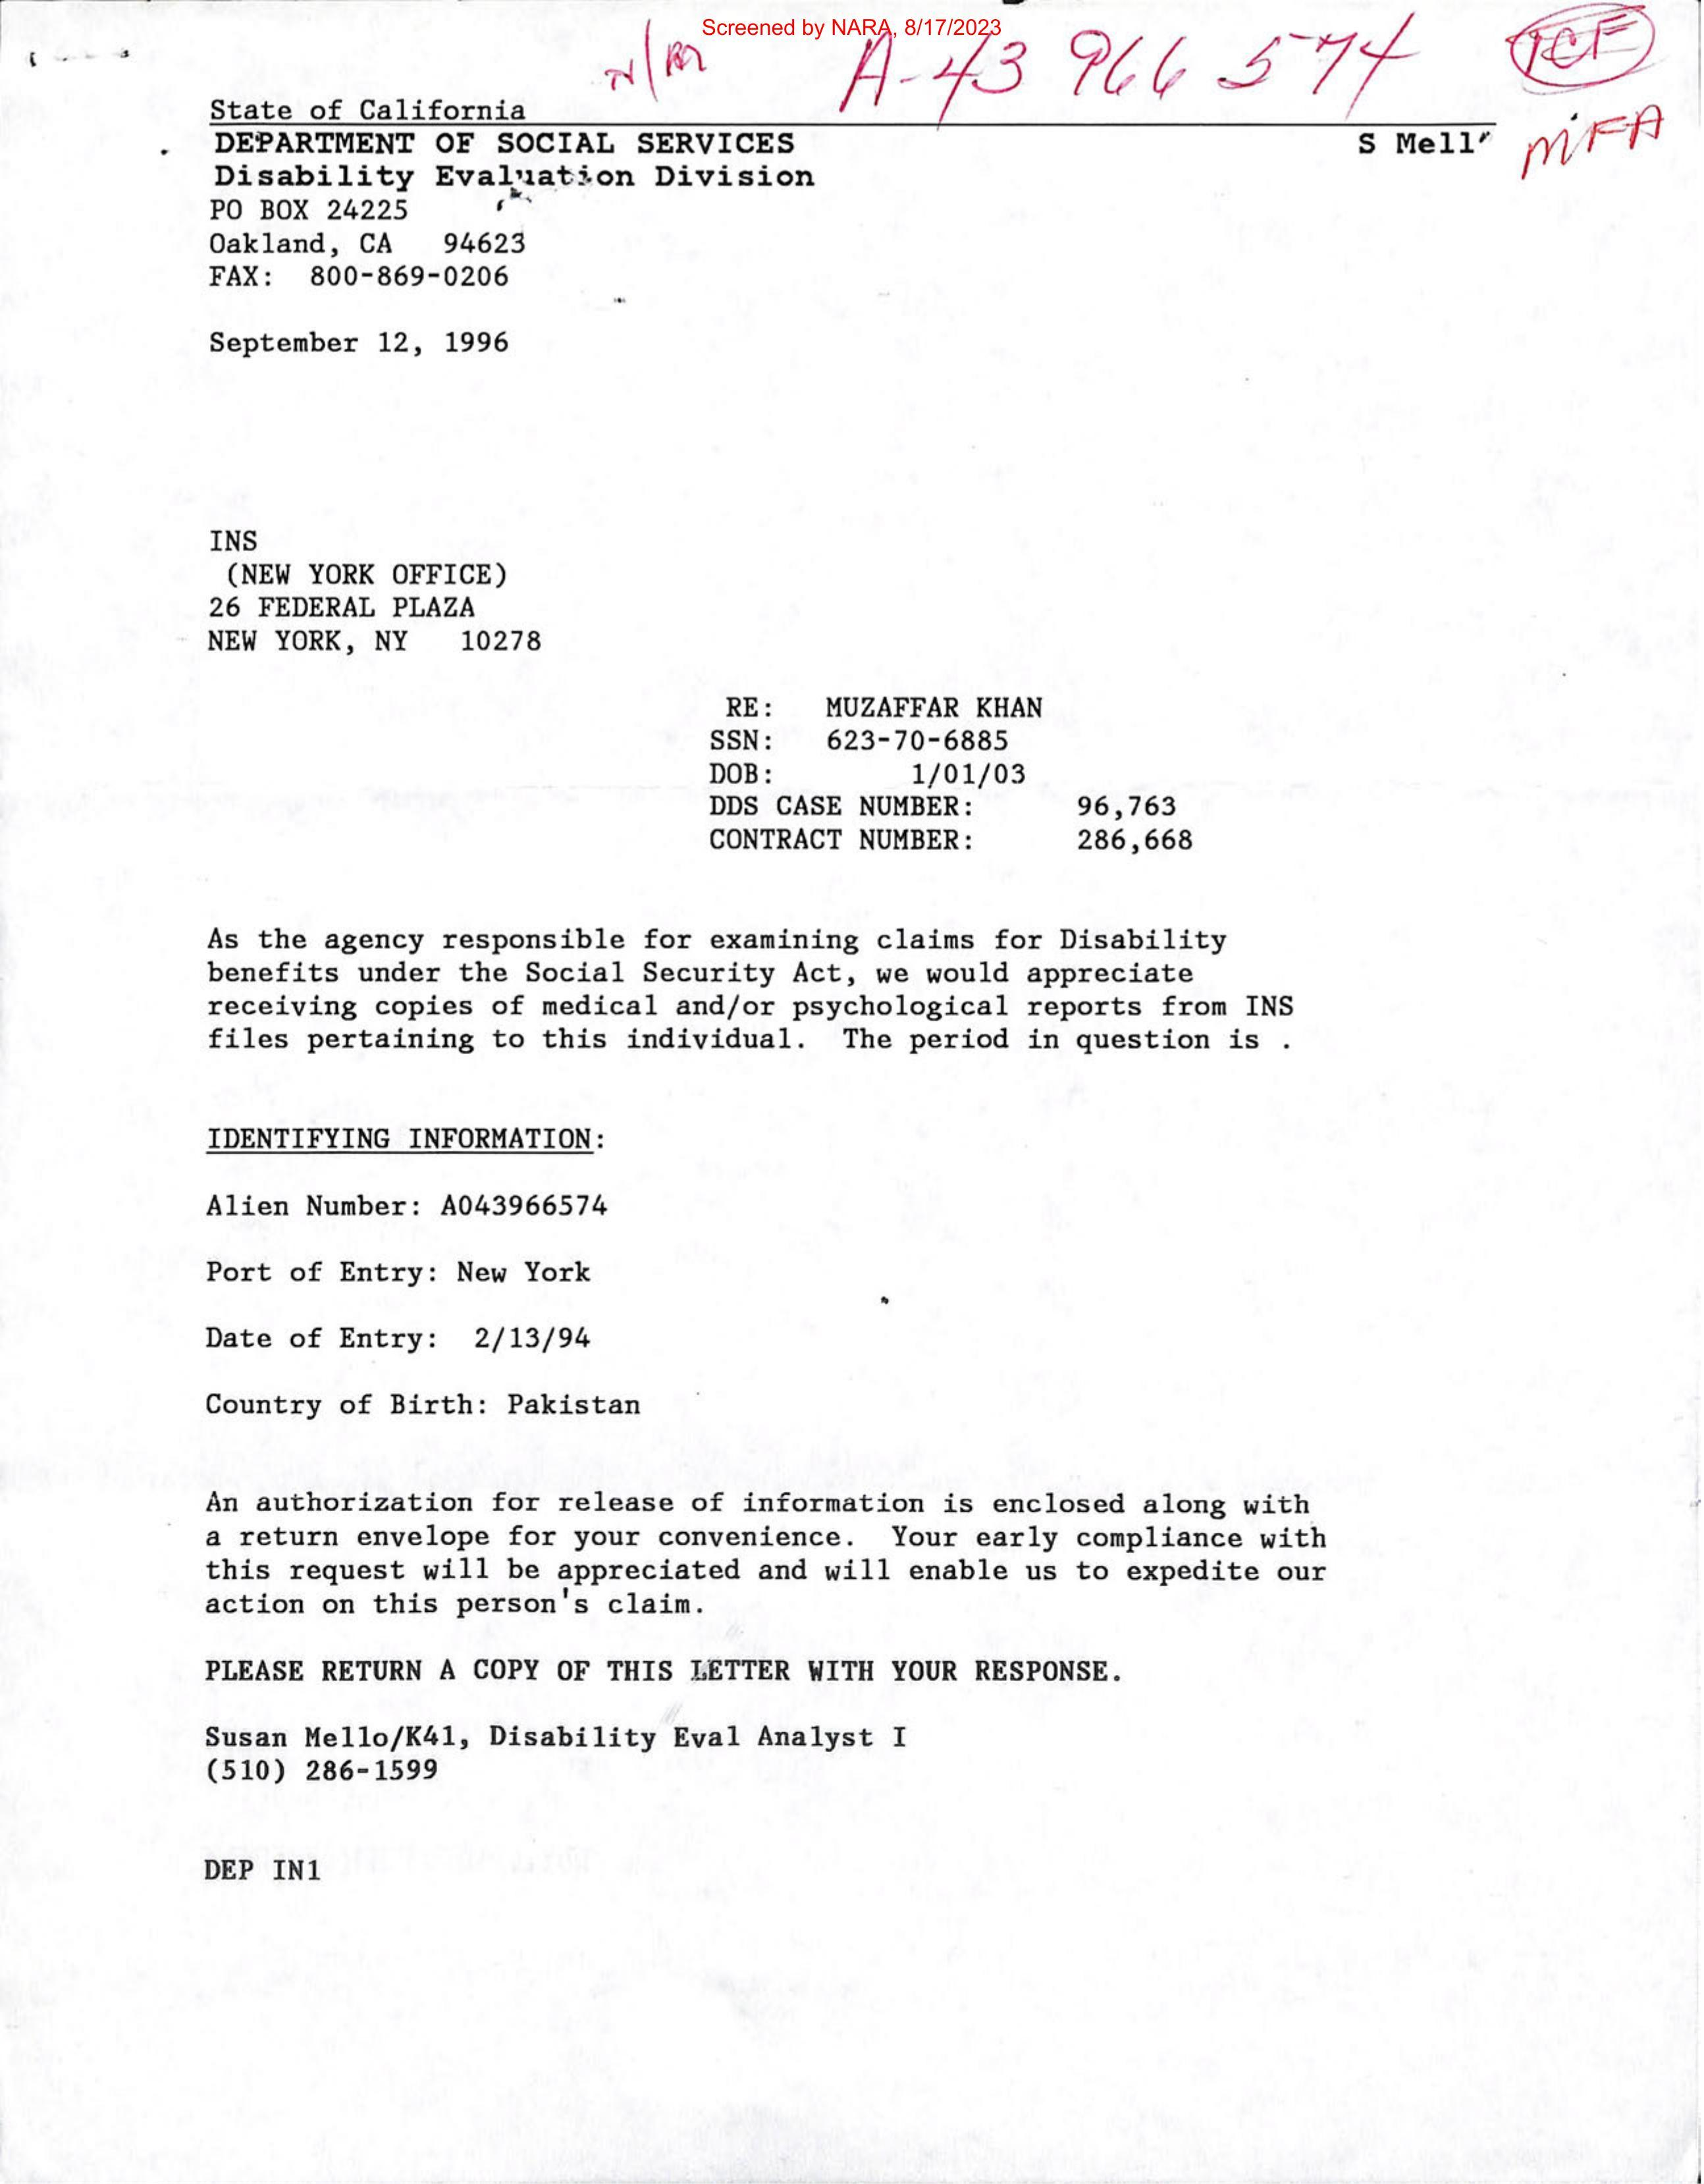 Screened by NARA, 8/17/2023
A-43 966 574
State of California
DEPARTMENT OF SOCIAL SERVICES S Mell
MFA
Disability Evaluation Division
PO BOX 24225
Oakland, CA 94623
FAX: 800-869-0206
September 12, 1996
INS
(NEW YORK OFFICE)
26 FEDERAL PLAZA
NEW YORK, NY 10278
RE: MUZAFFAR KHAN
SSN: 623-70-6885
DOB: 1/01/03
DDS CASE NUMBER: 96,763
CONTRACT NUMBER: 286,668
As the agency responsible for examining claims for Disability
benefits under the Social Security Act, we would appreciate
receiving copies of medical and/or psychological reports from INS
files pertaining to this individual. The period in question is .
IDENTIFYING INFORMATION:
Alien Number: A043966574
Port of Entry: New York
Date of Entry: 2/13/94
Country of Birth: Pakistan
An authorization for release of information is enclosed along with
a return envelope for your convenience. Your early compliance with
this request will be appreciated and will enable us to expedite our
action on this person's claim.
PLEASE RETURN A COPY OF THIS LETTER WITH YOUR RESPONSE.
Susan Mello/K41, Disability Eval Analyst I
(510) 286-1599
DEP IN1